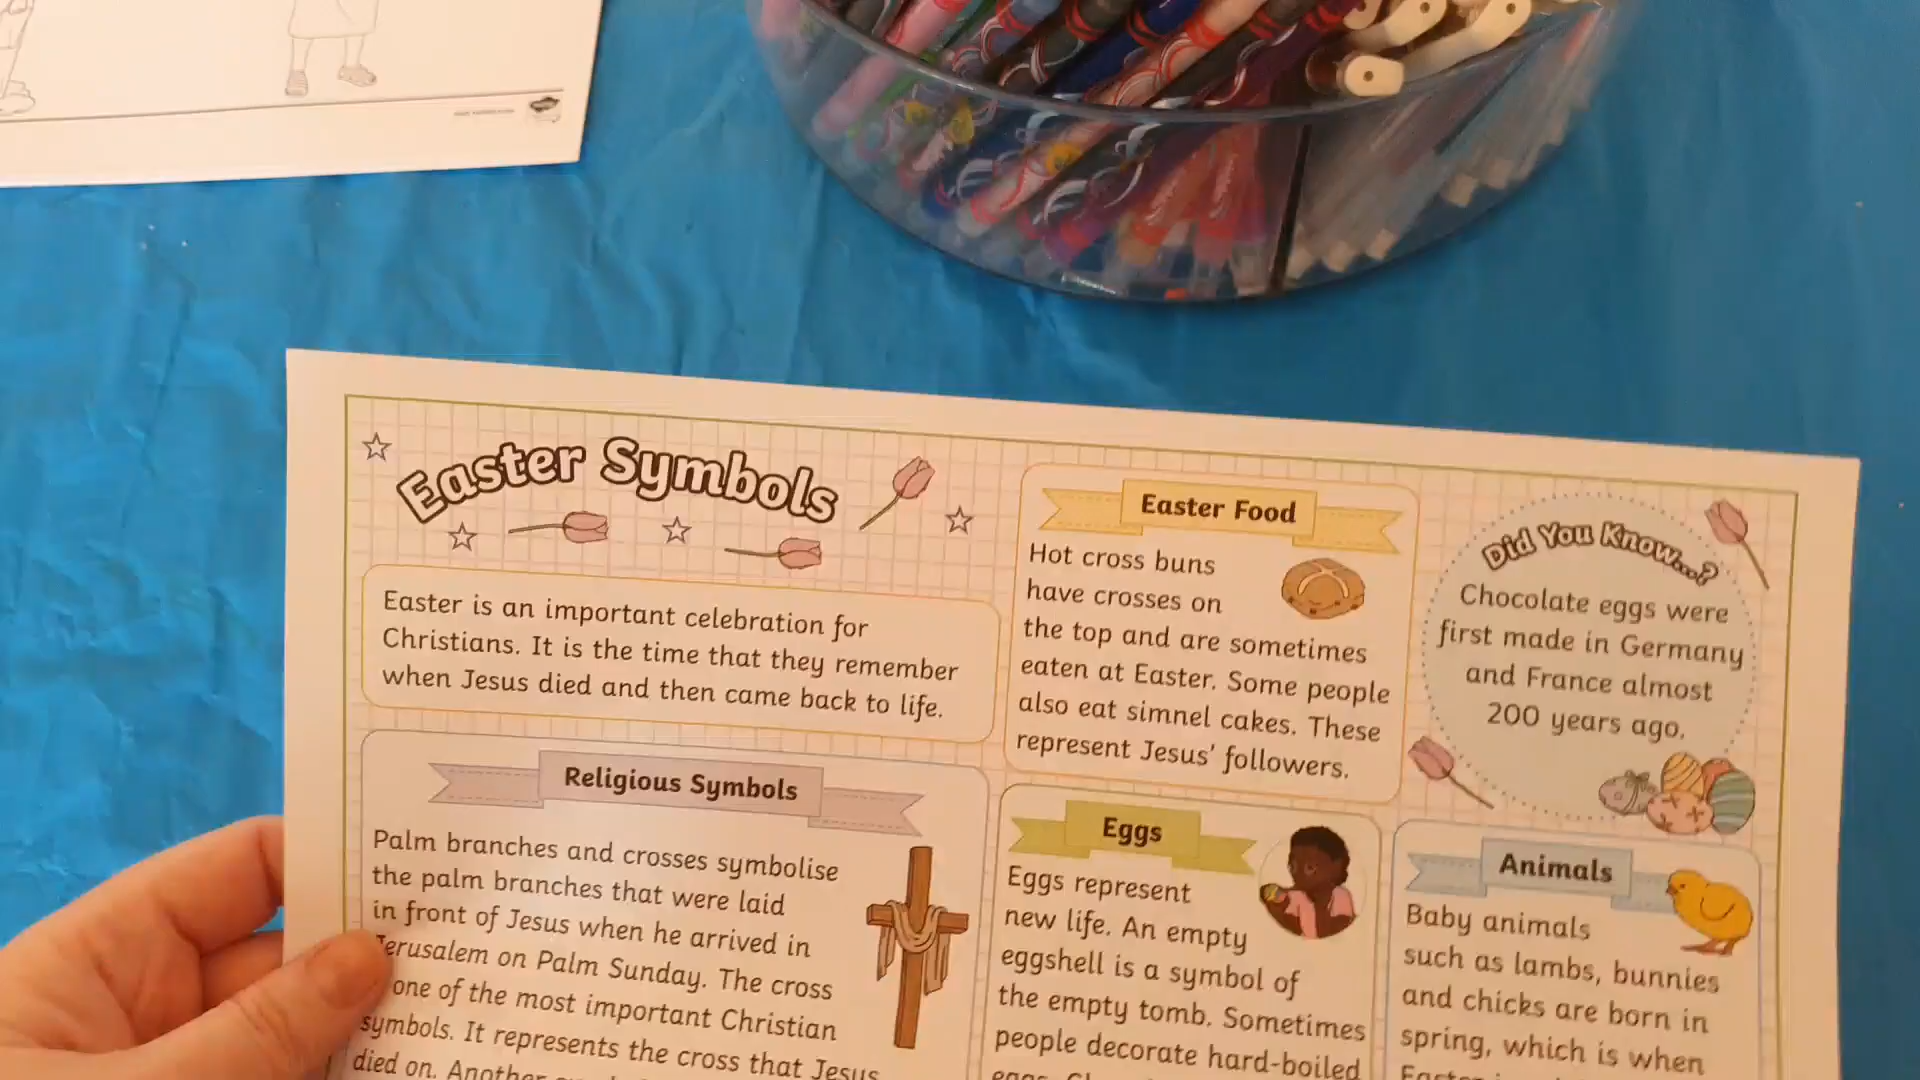 Easter Symbols
Easter is an important celebration for
Christians. It is the time that they remember
when Jesus died and then came back to life.
Religious Symbols
Palm branches and crosses symbolise
the palm branches that were laid
in front of Jesus when he arrived in
Jerusalem on Palm Sunday. The cross
one of the most important Christian
symbols. It represents the cross that Jesus
died on. Another
Easter Food
Hot cross buns
have crosses on
the top and are sometimes
eaten at Easter. Some people
also eat simnel cakes. These
represent Jesus' followers.
Eggs
Eggs represent
new life. An empty
eggshell is a symbol of
the empty tomb. Sometimes
people decorate hard-boiled
Did You Know...?
Chocolate eggs were
first made in Germany
and France almost
200 years ago.
Animals
Baby animals
such as lambs, bunnies
and chicks are born in
spring, which is when